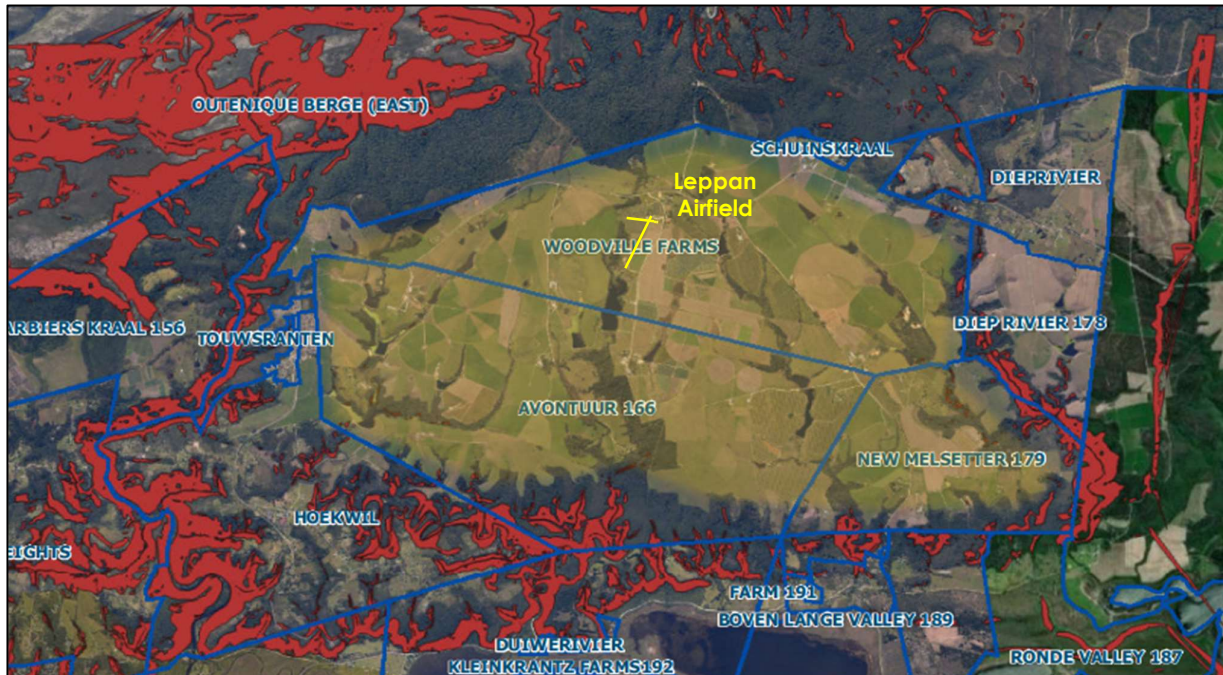 OUTENIQUE BERGE (EAST)
SCHUINSKRAAL
Leppan
Airfield
DIEPRIVIER
WOODVILLE FARMS
ARBIERS KRAAL 156
TOUWSRANTEN
DIEP RIVIER 178
AVONTUUR 166
NEW MELSETTER 179
HOEKWIL
EIGHTS
FARM 191
BOVEN LANGE VALLEY 189
DUIWERIVIER
KLEINKRANTZ FARMS192
RONDE VALLEY 187